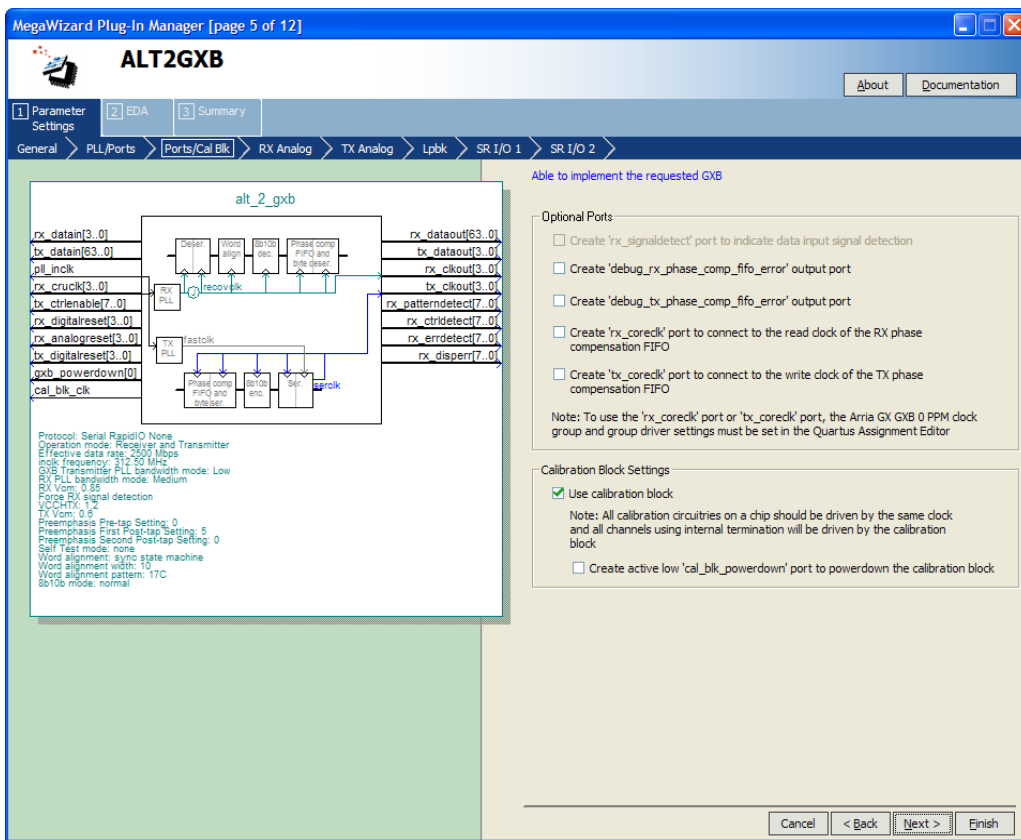 MegaWizard Plug-In Manager [page 5 of 12]
ALT2GXB
About
Documentation
1 Parameter Settings
2 EDA
3 Summary
General
PLL/Ports
Ports/Cal Blk
RX Analog
TX Analog
Lpbk
SR I/O 1
SR I/O 2
Able to implement the requested GXB
alt_2_gxb
rx_datain[3..0]
tx_datain[63..0]
pll_inclk
rx_cruclk[3..0]
tx_ctrlenable[7..0]
rx_digitalreset[3..0]
rx_analogreset[3..0]
tx_digitalreset[3..0]
gxb_powerdown[0]
cal_blk_clk
Deser.
Word
align
8b10b
dec.
Phase comp
FIFO and
byte deser.
RX
PLL
recovclk
TX
PLL
fastclk
Phase comp
FIFO and
byte ser.
8b10b
enc.
Ser.
serclk
rx_dataout[63..0]
tx_dataout[3..0]
rx_clkout[3..0]
tx_clkout[3..0]
rx_patterndetect[7..0]
rx_ctrldetect[7..0]
rx_errdetect[7..0]
rx_disperr[7..0]
Protocol: Serial RapidIO None
Operation mode: Receiver and Transmitter
Effective data rate: 2500 Mbps
inclk frequency: 312.50 MHz
GXB Transmitter PLL bandwidth mode: Low
RX PLL bandwidth mode: Medium
RX Vcm: 0.85
Force RX signal detection
VCCHTX: 1.2
TX Vcm: 0.6
Preemphasis Pre-tap Setting: 0
Preemphasis First Post-tap Setting: 5
Preemphasis Second Post-tap Setting: 0
Self Test mode: none
Word alignment: sync state machine
Word alignment width: 10
Word alignment pattern: 17C
8b10b mode: normal
Optional Ports
Create 'rx_signaldetect' port to indicate data input signal detection
Create 'debug_rx_phase_comp_fifo_error' output port
Create 'debug_tx_phase_comp_fifo_error' output port
Create 'rx_coreclk' port to connect to the read clock of the RX phase
compensation FIFO
Create 'tx_coreclk' port to connect to the write clock of the TX phase
compensation FIFO
Note: To use the 'rx_coreclk' port or 'tx_coreclk' port, the Arria GX GXB 0 PPM clock
group and group driver settings must be set in the Quartus Assignment Editor
Calibration Block Settings
Use calibration block
Note: All calibration circuitries on a chip should be driven by the same clock
and all channels using internal termination will be driven by the calibration
block
Create active low 'cal_blk_powerdown' port to powerdown the calibration block
Cancel
< Back
Next >
Finish